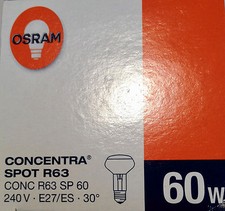 OSRAM
CONCENTRA®
SPOT R63
CONC R63 SP 60
240 V · E27/ES · 30°
60 W